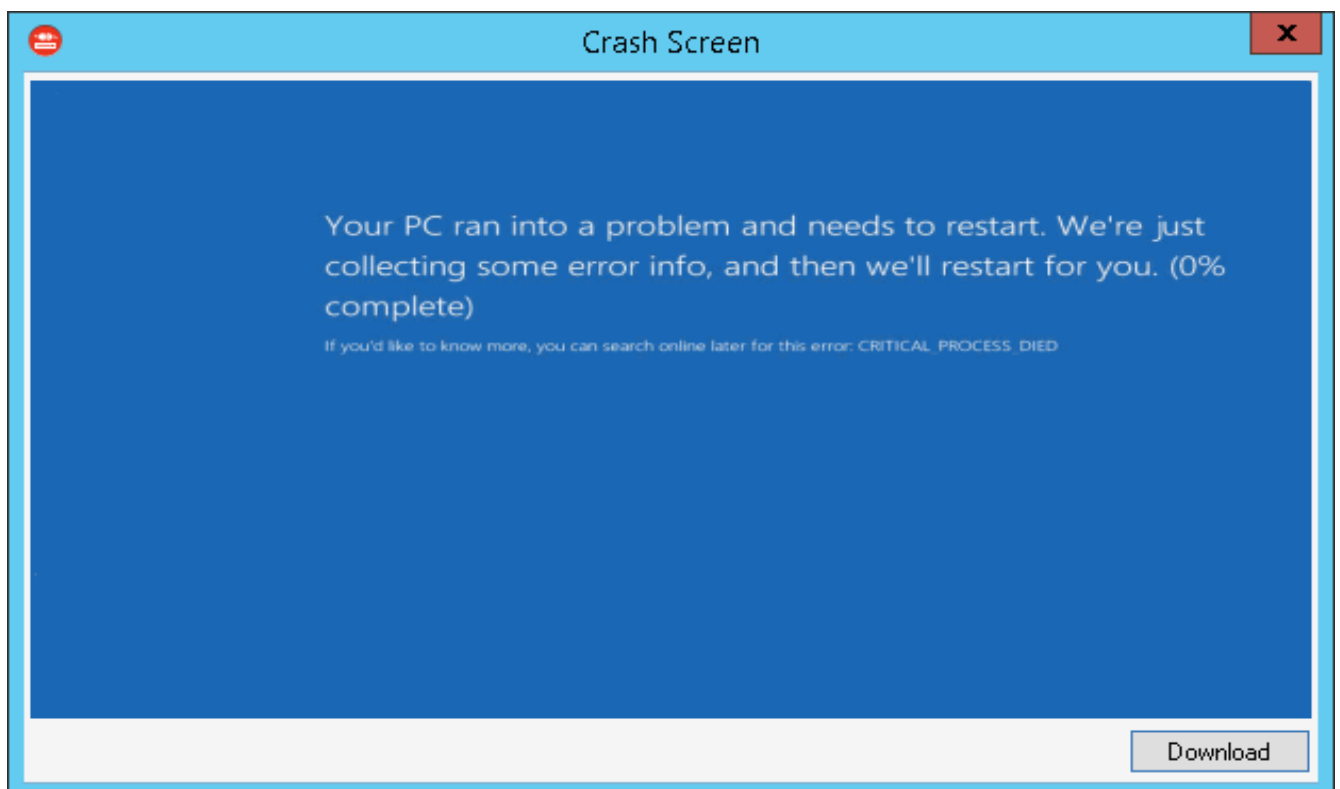 Crash Screen
x
Your PC ran into a problem and needs to restart. We're just
collecting some error info, and then we'll restart for you. (0%
complete)
If you'd like to know more, you can search online later for this error: CRITICAL_PROCESS_DIED
Download